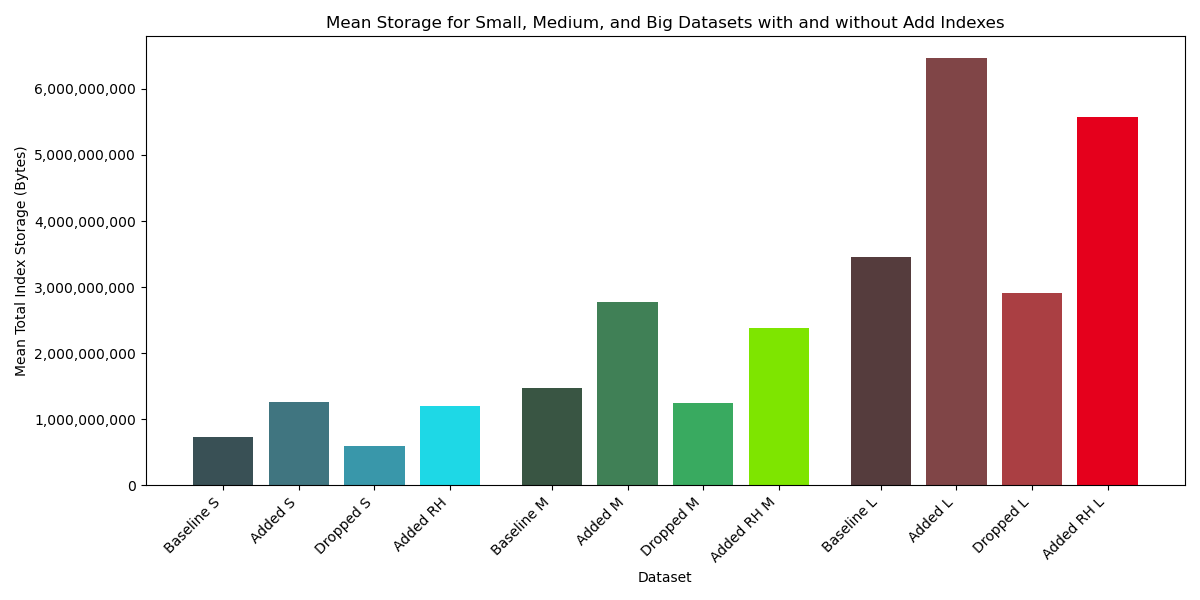 Mean Storage for Small, Medium, and Big Datasets with and without Add Indexes
Mean Total Index Storage (Bytes)
6,000,000,000
5,000,000,000
4,000,000,000
3,000,000,000
2,000,000,000
1,000,000,000
0
Baseline S
Added S
Dropped S
Added RH
Baseline M
Added M
Dropped M
Added RH M
Baseline L
Added L
Dropped L
Added RH L
Dataset